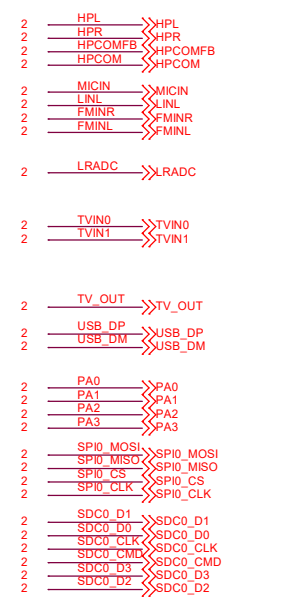 2 HPL HPL
2 HPR HPR
2 HPCOMFB HPCOMFB
2 HPCOM HPCOM
2 MICIN MICIN
2 LINL LINL
2 FMINR FMINR
2 FMINL FMINL
2 LRADC LRADC
2 TVIN0 TVIN0
2 TVIN1 TVIN1
2 TV_OUT TV_OUT
2 USB_DP USB_DP
2 USB_DM USB_DM
2 PA0 PA0
2 PA1 PA1
2 PA2 PA2
2 PA3 PA3
2 SPI0_MOSI SPI0_MOSI
2 SPI0_MISO SPI0_MISO
2 SPI0_CS SPI0_CS
2 SPI0_CLK SPI0_CLK
2 SDC0_D1 SDC0_D1
2 SDC0_D0 SDC0_D0
2 SDC0_CLK SDC0_CLK
2 SDC0_CMD SDC0_CMD
2 SDC0_D3 SDC0_D3
2 SDC0_D2 SDC0_D2